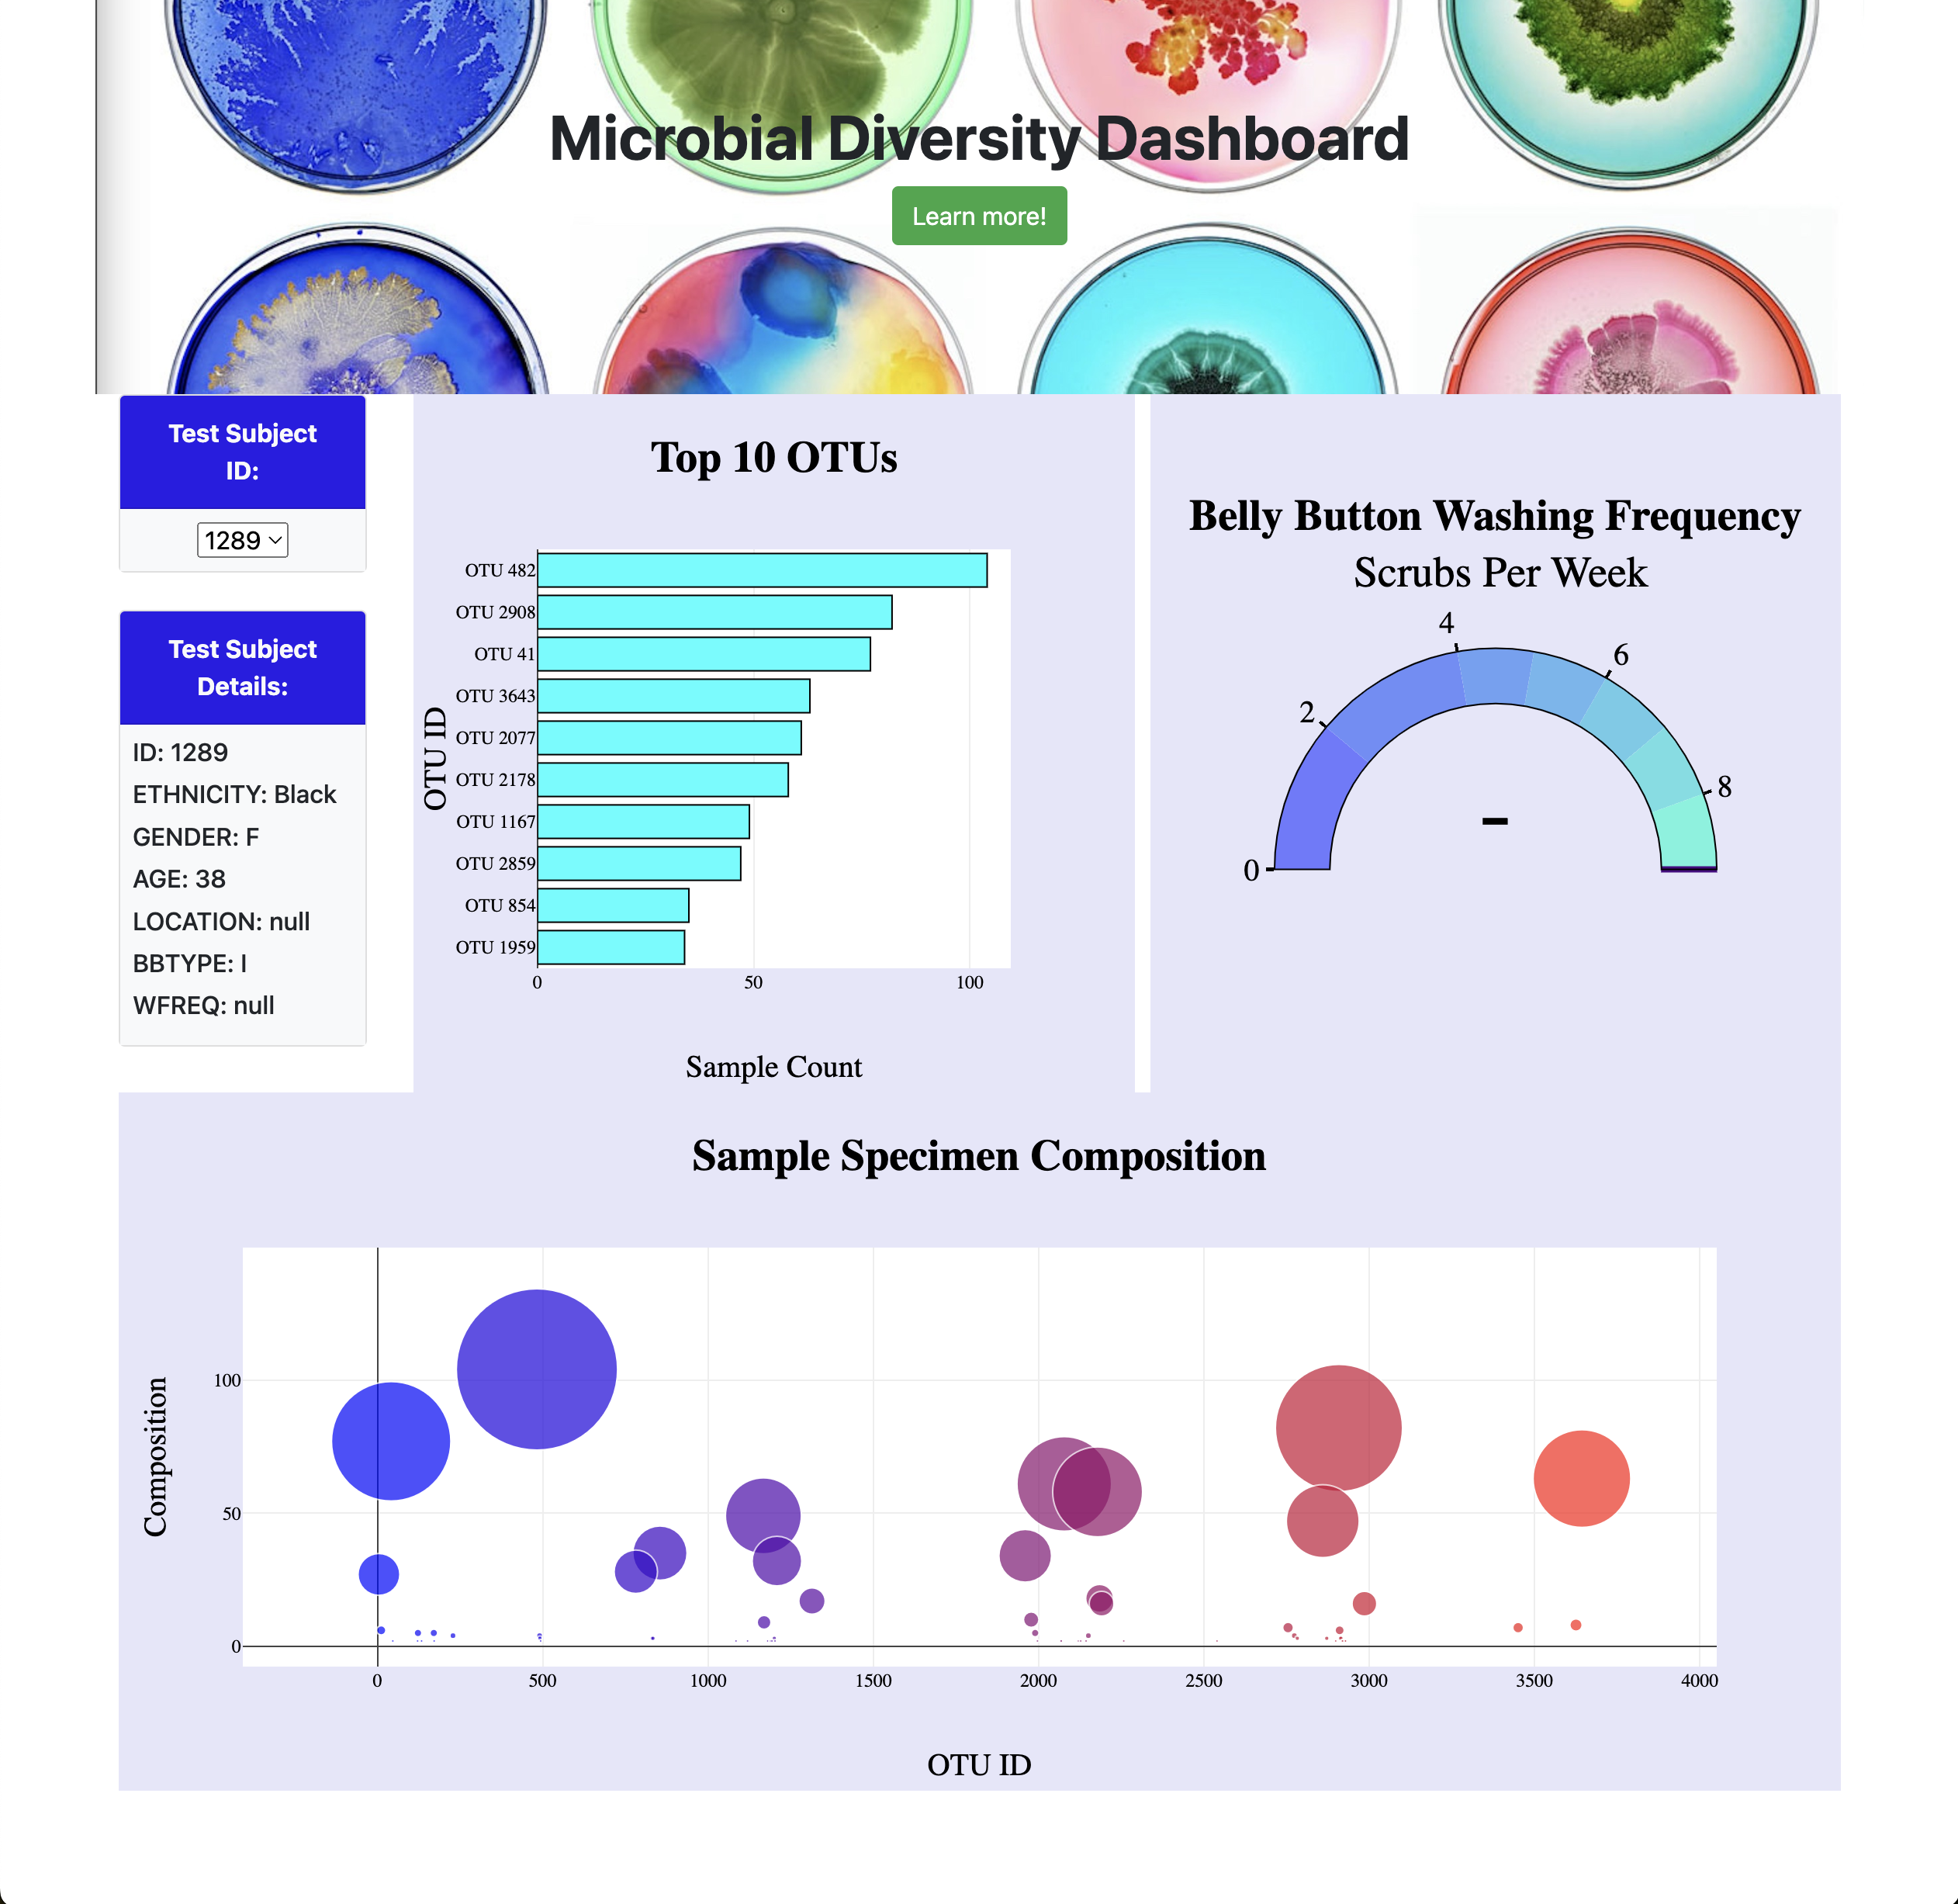 Microbial Diversity Dashboard
Learn more!
Test Subject
ID:
1289
Test Subject
Details:
ID: 1289
ETHNICITY: Black
GENDER: F
AGE: 38
LOCATION: null
BBTYPE: I
WFREQ: null
Top 10 OTUs
OTU ID
OTU 482
OTU 2908
OTU 41
OTU 3643
OTU 2077
OTU 2178
OTU 1167
OTU 2859
OTU 854
OTU 1959
0 50 100
Sample Count
Belly Button Washing Frequency
Scrubs Per Week
0 2 4 6 8
–
Sample Specimen Composition
Composition
100
50
0
0 500 1000 1500 2000 2500 3000 3500 4000
OTU ID